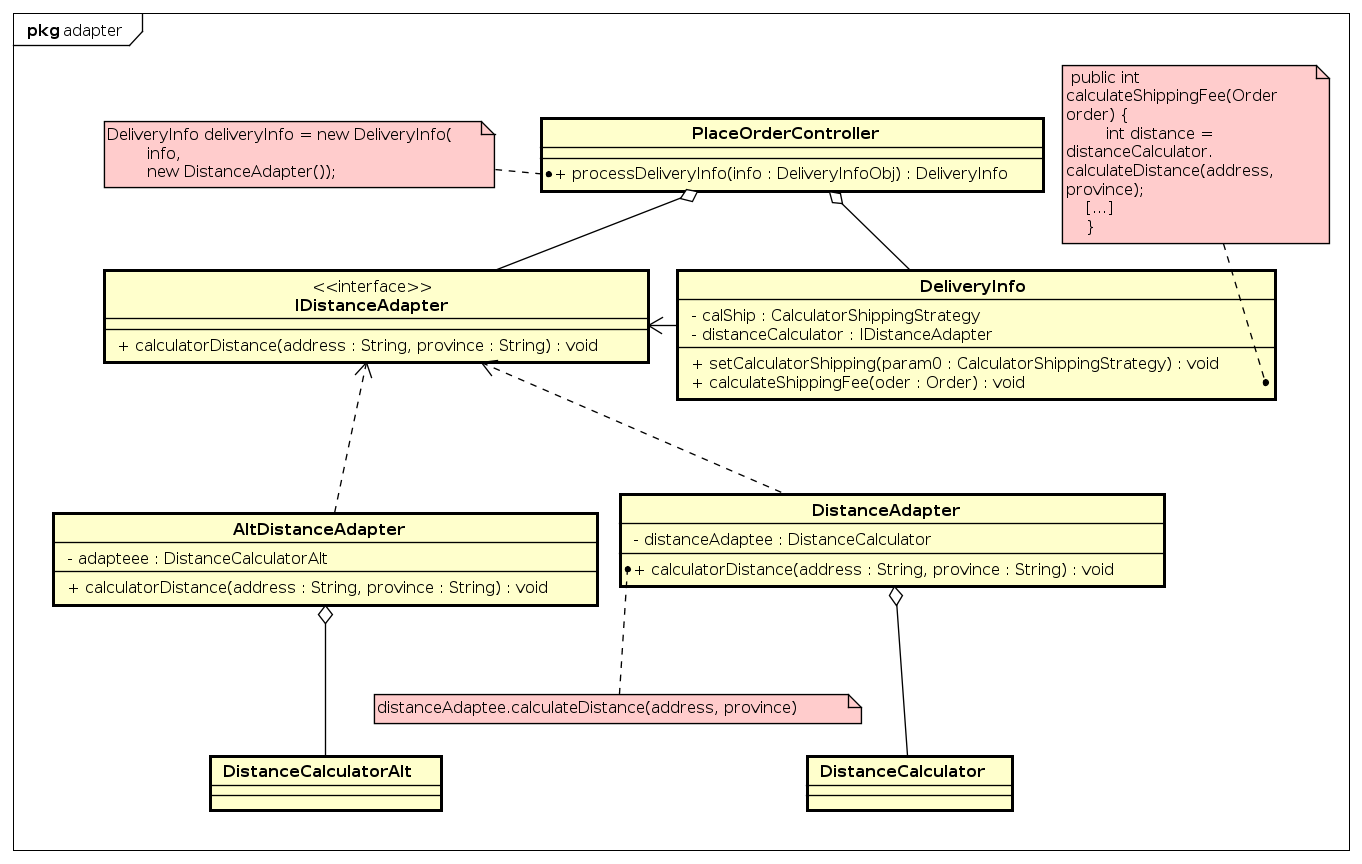 pkg adapter
public int
calculateShippingFee(Order
order) {
int distance =
distanceCalculator.
calculateDistance(address,
province);
[...]
}
DeliveryInfo deliveryInfo = new DeliveryInfo(
info,
new DistanceAdapter());
PlaceOrderController
+ processDeliveryInfo(info : DeliveryInfoObj) : DeliveryInfo
<<interface>>
IDistanceAdapter
+ calculatorDistance(address : String, province : String) : void
DeliveryInfo
- calShip : CalculatorShippingStrategy
- distanceCalculator : IDistanceAdapter
+ setCalculatorShipping(param0 : CalculatorShippingStrategy) : void
+ calculateShippingFee(oder : Order) : void
AltDistanceAdapter
- adapteee : DistanceCalculatorAlt
+ calculatorDistance(address : String, province : String) : void
DistanceAdapter
- distanceAdaptee : DistanceCalculator
+ calculatorDistance(address : String, province : String) : void
distanceAdaptee.calculateDistance(address, province)
DistanceCalculatorAlt
DistanceCalculator